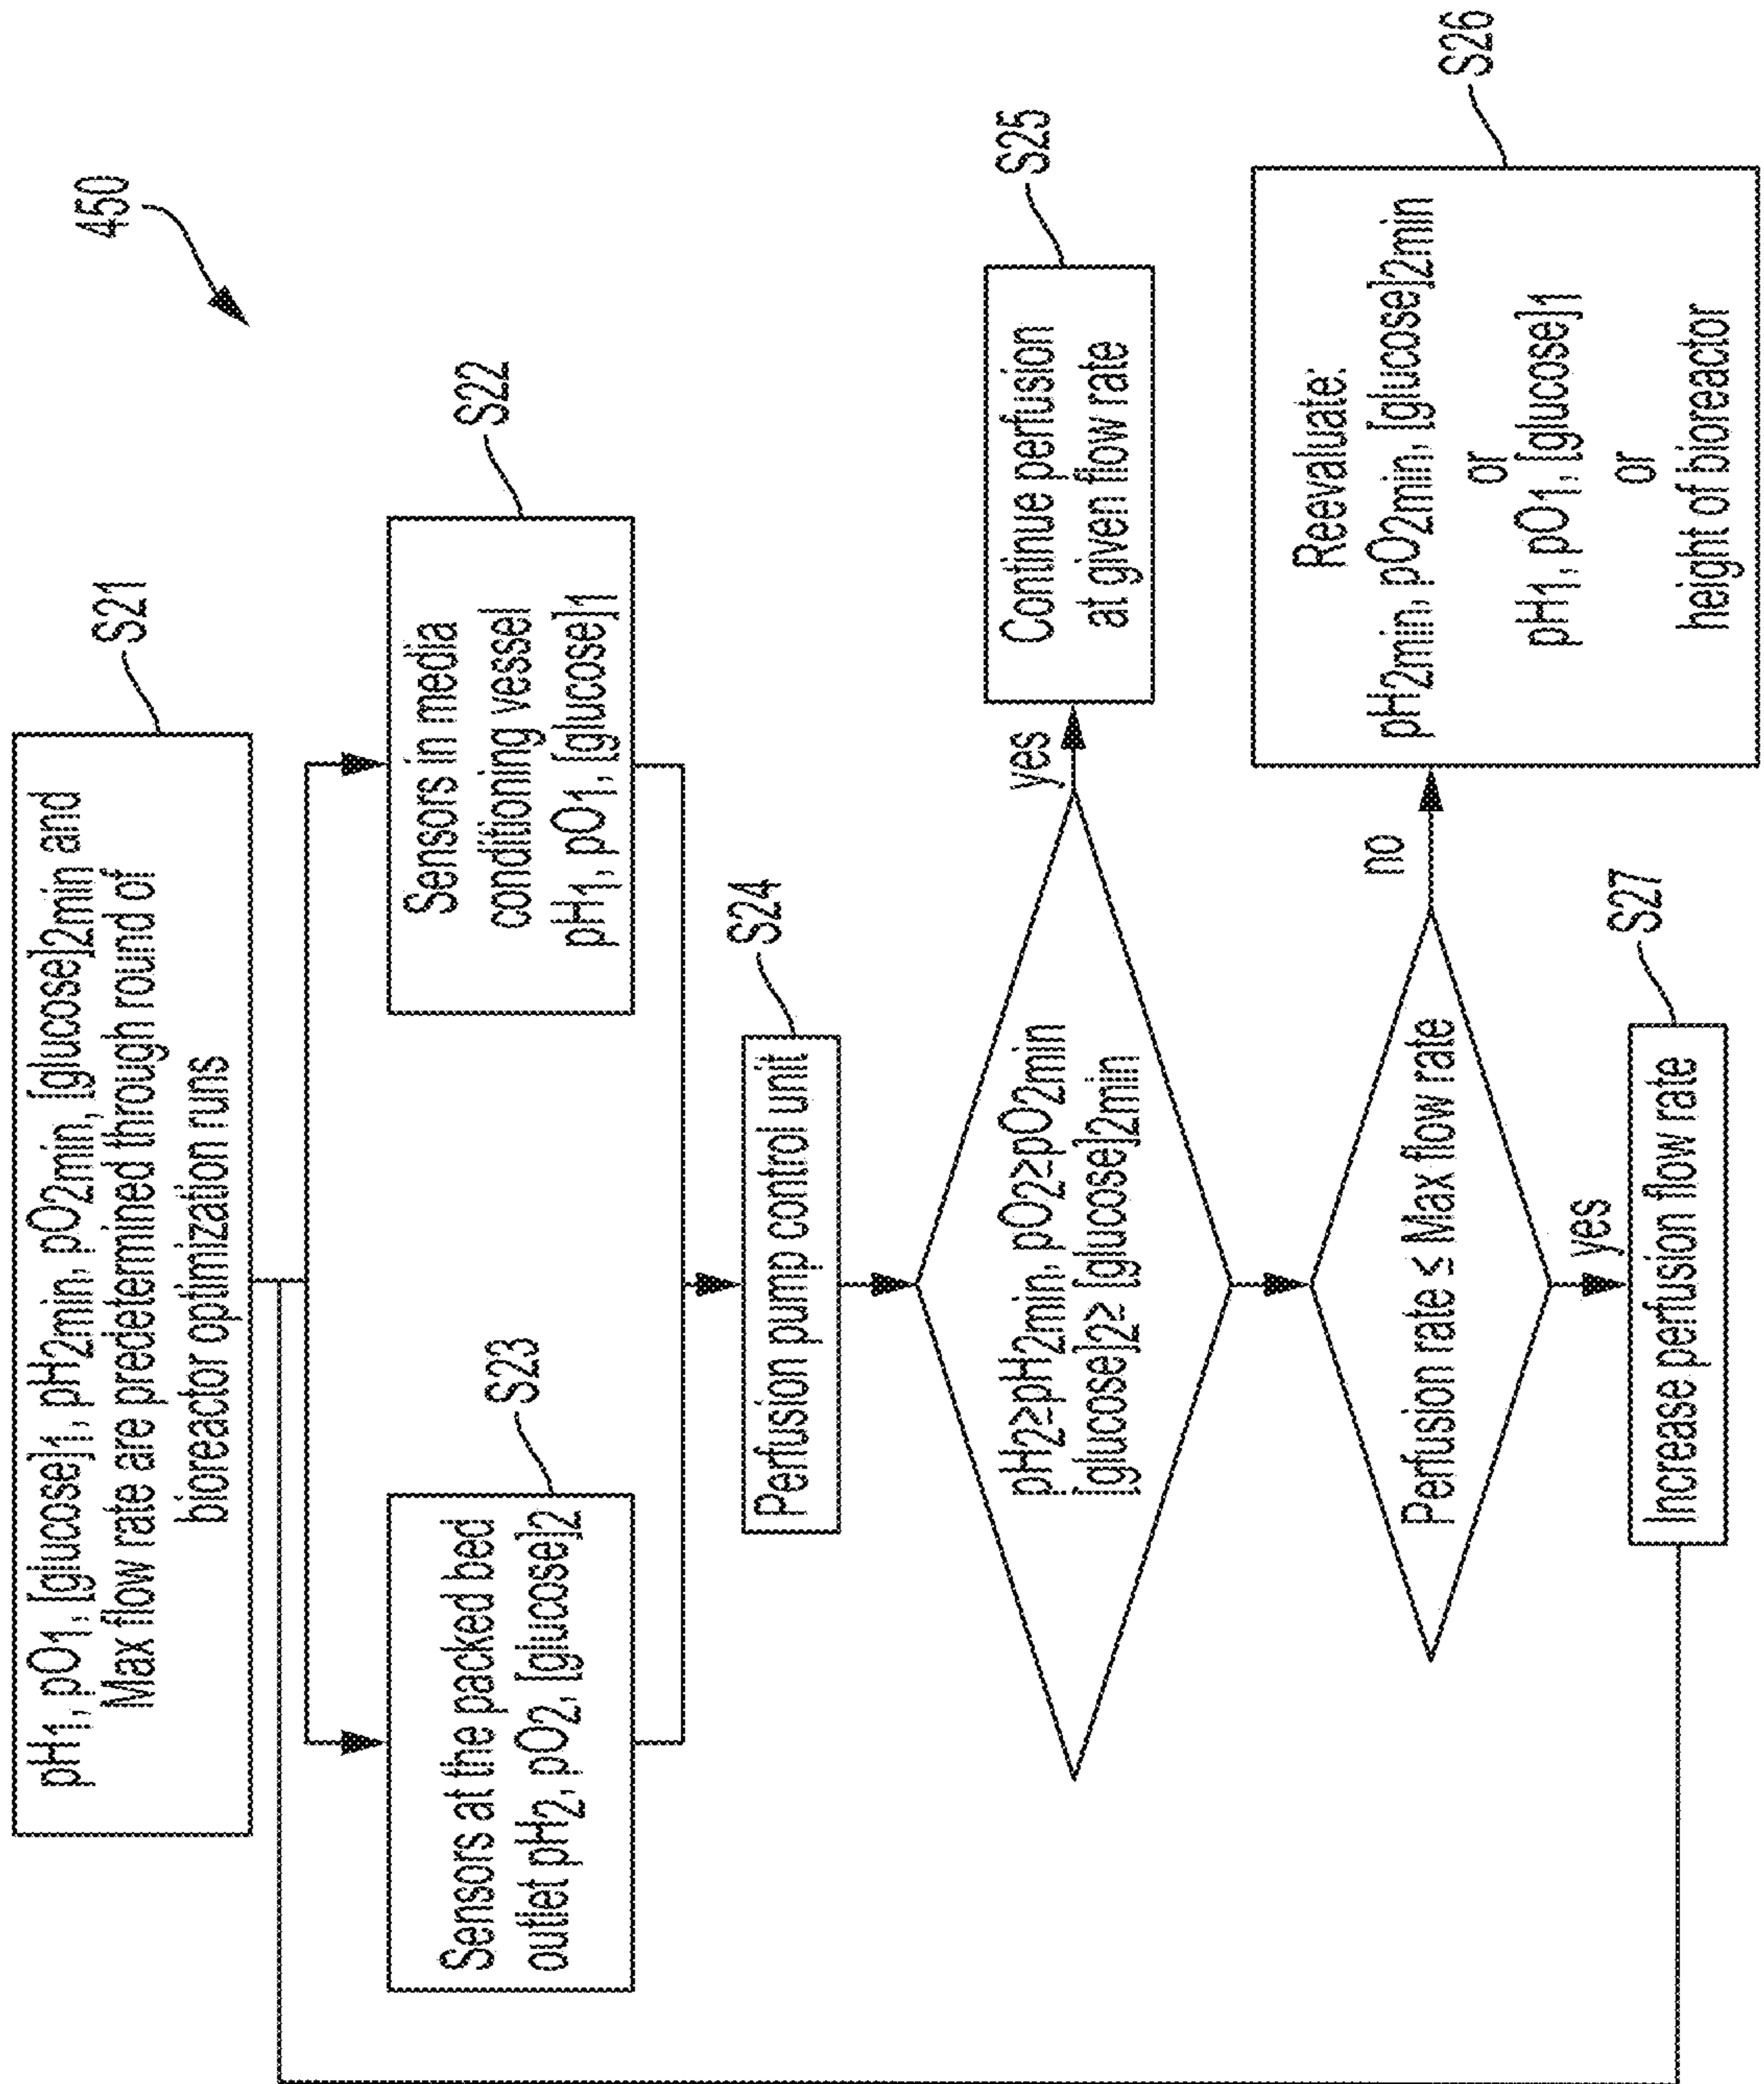 450
pH1, pO1, [glucose]1, pH2min, pO2min, [glucose]2min and
Max flow rate are predetermined through round of
bioreactor optimization runs
S21
Sensors at the packed bed
outlet pH2, pO2, [glucose]2
S23
Sensors in media
conditioning vessel
pH1, pO1, [glucose]1
S22
Perfusion pump control unit
S24
pH2≥pH2min, pO2≥pO2min
[glucose]2≥ [glucose]2min
yes
Continue perfusion
at given flow rate
S25
Perfusion rate ≤ Max flow rate
no
Reevaluate:
pH2min, pO2min, [glucose]2min
or
pH1, pO1, [glucose]1
or
height of bioreactor
S26
yes
Increase perfusion flow rate
S27